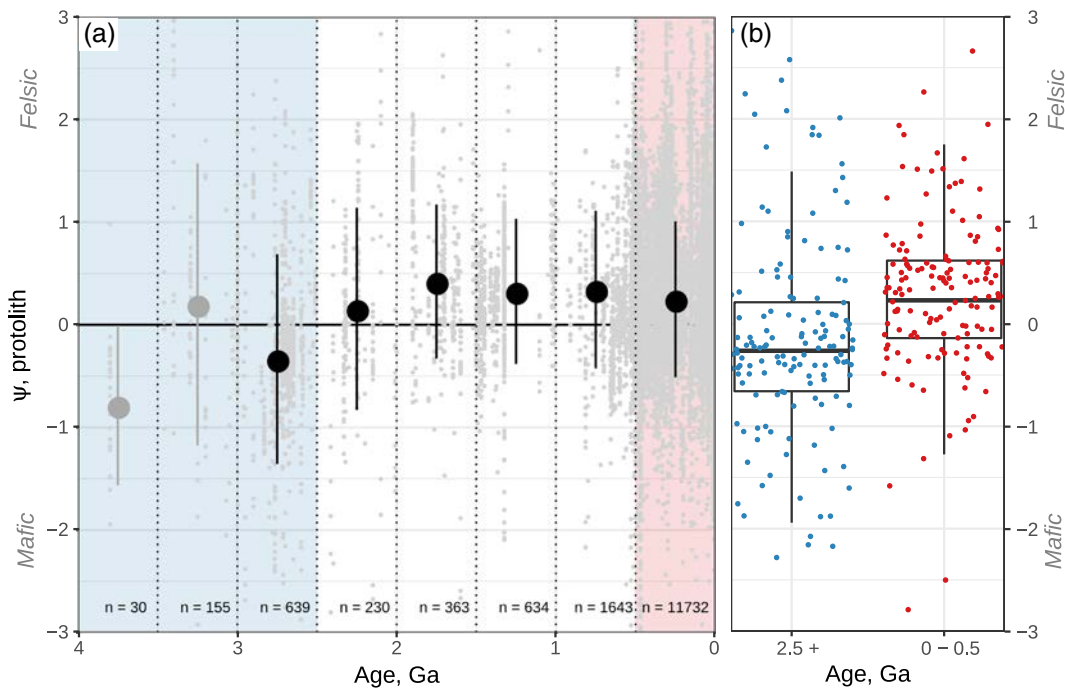 (a)
(b)
Felsic
Mafic
Ψ, protolith
3
2
1
0
−1
−2
−3
n = 30
n = 155
n = 639
n = 230
n = 363
n = 634
n = 1643
n = 11732
4
3
2
1
0
Age, Ga
3
2
1
0
−1
−2
−3
Felsic
Mafic
2.5 +
0 − 0.5
Age, Ga